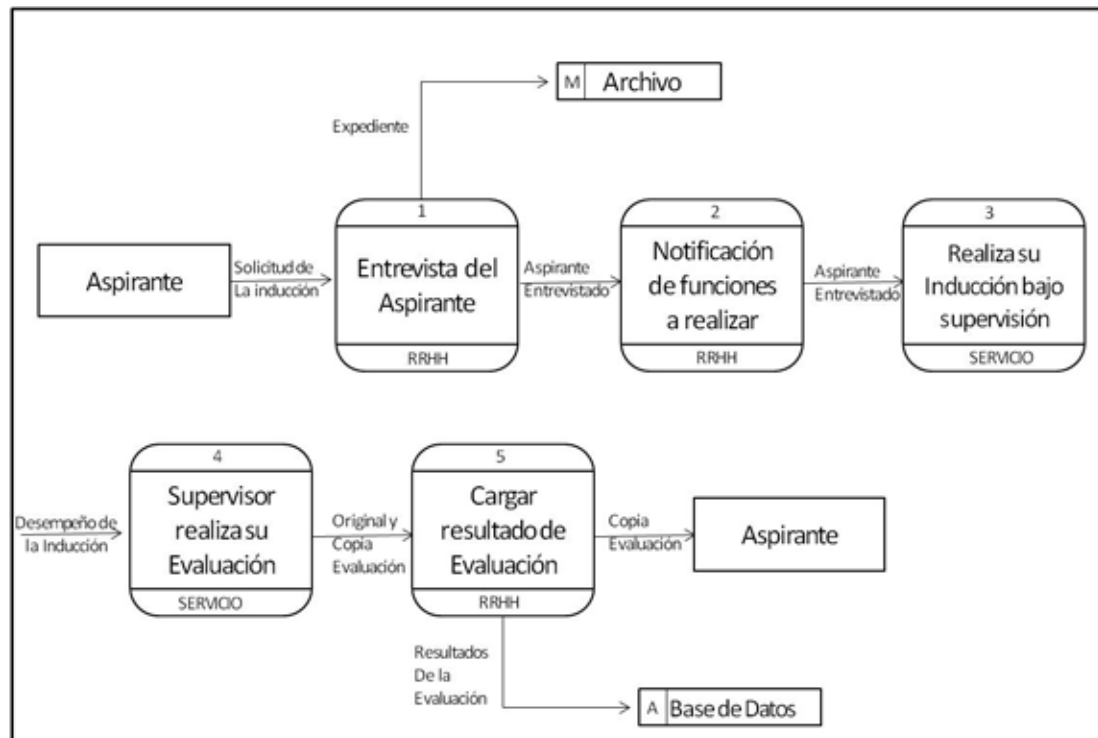 M Archivo
Expediente
1
2
3
Aspirante
Solicitud de
La inducción
Entrevista del
Aspirante
RRHH
Aspirante
Entrevistado
Notificación
de funciones
a realizar
RRHH
Aspirante
Entrevistado
Realiza su
Inducción bajo
supervisión
SERVICIO
Desempeño de
la Inducción
4
Supervisor
realiza su
Evaluación
SERVICIO
Original y
Copia
Evaluación
5
Cargar
resultado de
Evaluación
RRHH
Copia
Evaluación
Aspirante
Resultados
De la
Evaluación
A Base de Datos